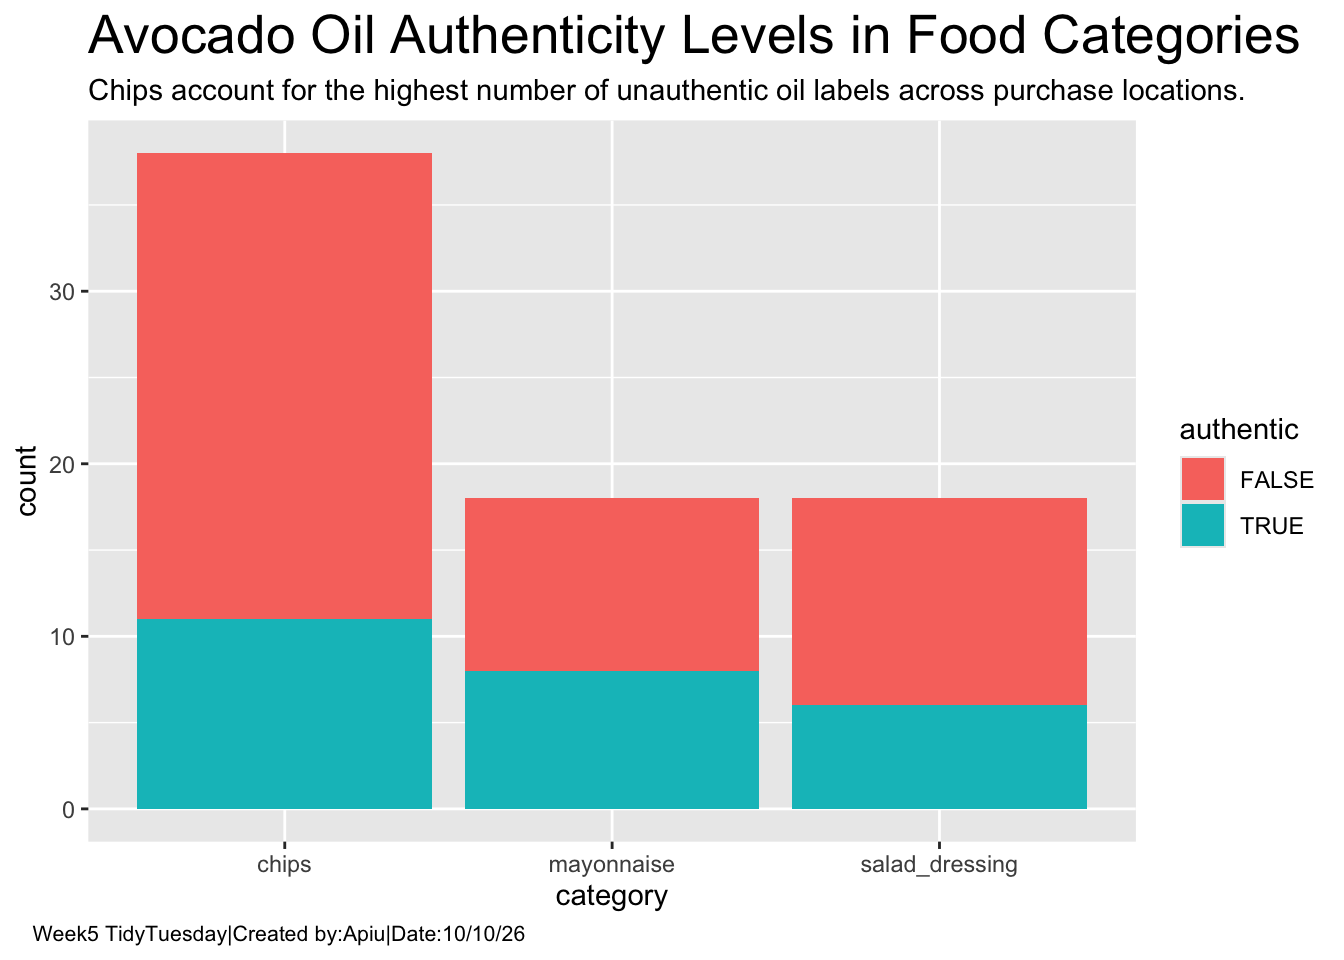 Avocado Oil Authenticity Levels in Food Categories
Chips account for the highest number of unauthentic oil labels across purchase locations.
30
20
10
0
count
chips
mayonnaise
salad_dressing
category
authentic
FALSE
TRUE
Week5 TidyTuesday|Created by:Apiu|Date:10/10/26